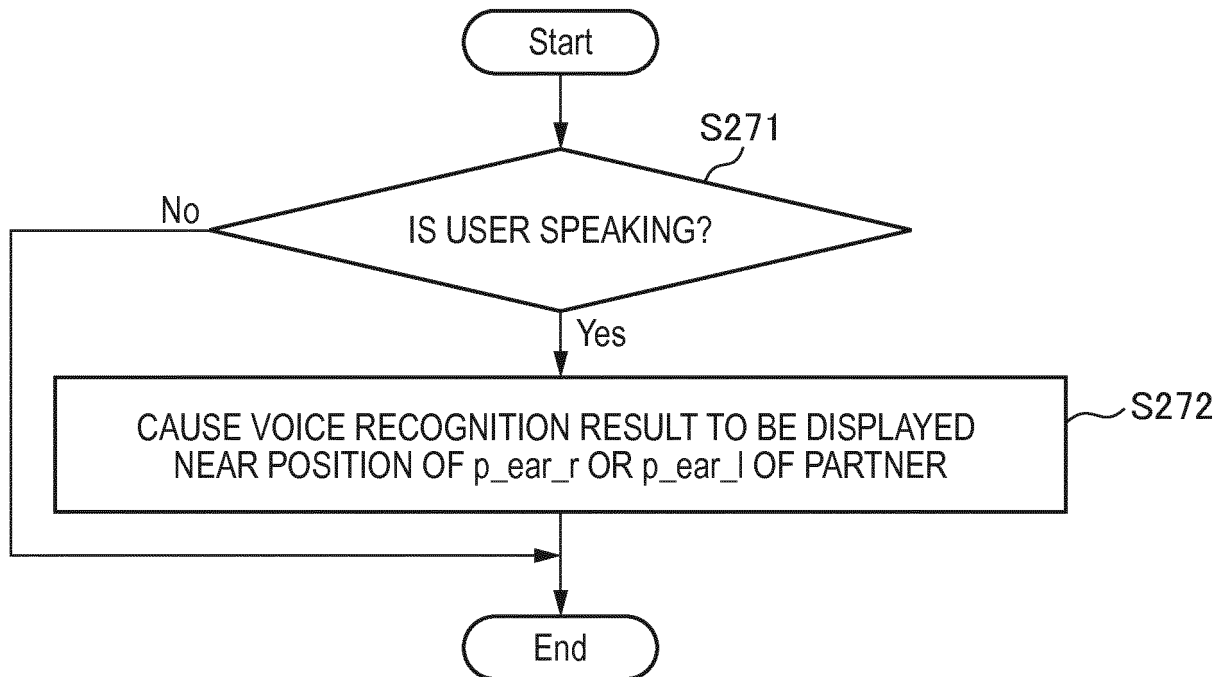 Start
S271
No
IS USER SPEAKING?
Yes
CAUSE VOICE RECOGNITION RESULT TO BE DISPLAYED
NEAR POSITION OF p_ear_r OR p_ear_l OF PARTNER
S272
End